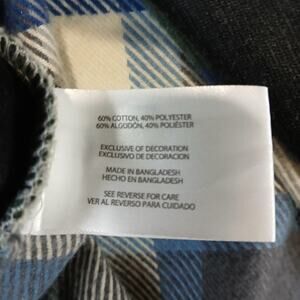 60% COTTON, 40% POLYESTER
60% ALGODÓN, 40% POLIÉSTER
EXCLUSIVE OF DECORATION
EXCLUSIVO DE DECORACIÓN
MADE IN BANGLADESH
HECHO EN BANGLADESH
SEE REVERSE FOR CARE
VER AL REVERSO PARA CUIDADO